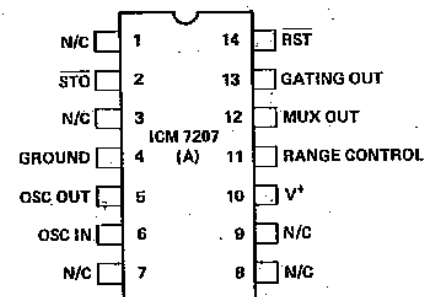 N/C 1 14 RST
STO 2 13 GATING OUT
N/C 3 12 MUX OUT
ICM 7207
GROUND 4 (A) 11 RANGE CONTROL
OSC OUT 5 10 V+
OSC IN 6 9 N/C
N/C 7 8 N/C